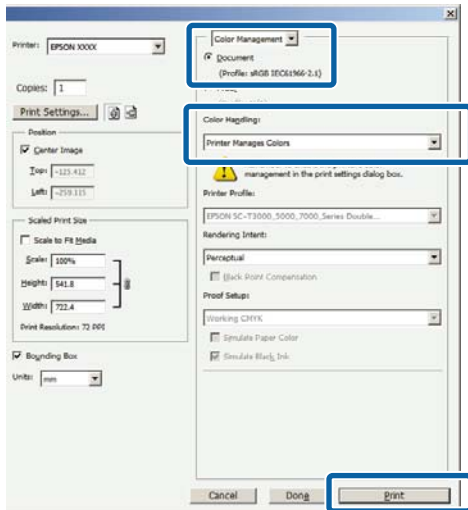 Printer: EPSON XXXX
Copies: 1
Print Settings...
Position
Center Image
Top: -125.412
Left: -259.115
Scaled Print Size
Scale to Fit Media
Scale: 100%
Height: 541.8
Width: 722.4
Print Resolution: 72 PPI
Bounding Box
Units: mm
Color Management
Document
(Profile: sRGB IEC61966-2.1)
Color Handling:
Printer Manages Colors
management in the print settings dialog box.
Printer Profile:
EPSON SC-T3000_5000_7000_Series Double...
Rendering Intent:
Perceptual
Black Point Compensation
Proof Setup:
Working CMYK
Simulate Paper Color
Simulate Black Ink
Cancel
Done
Print